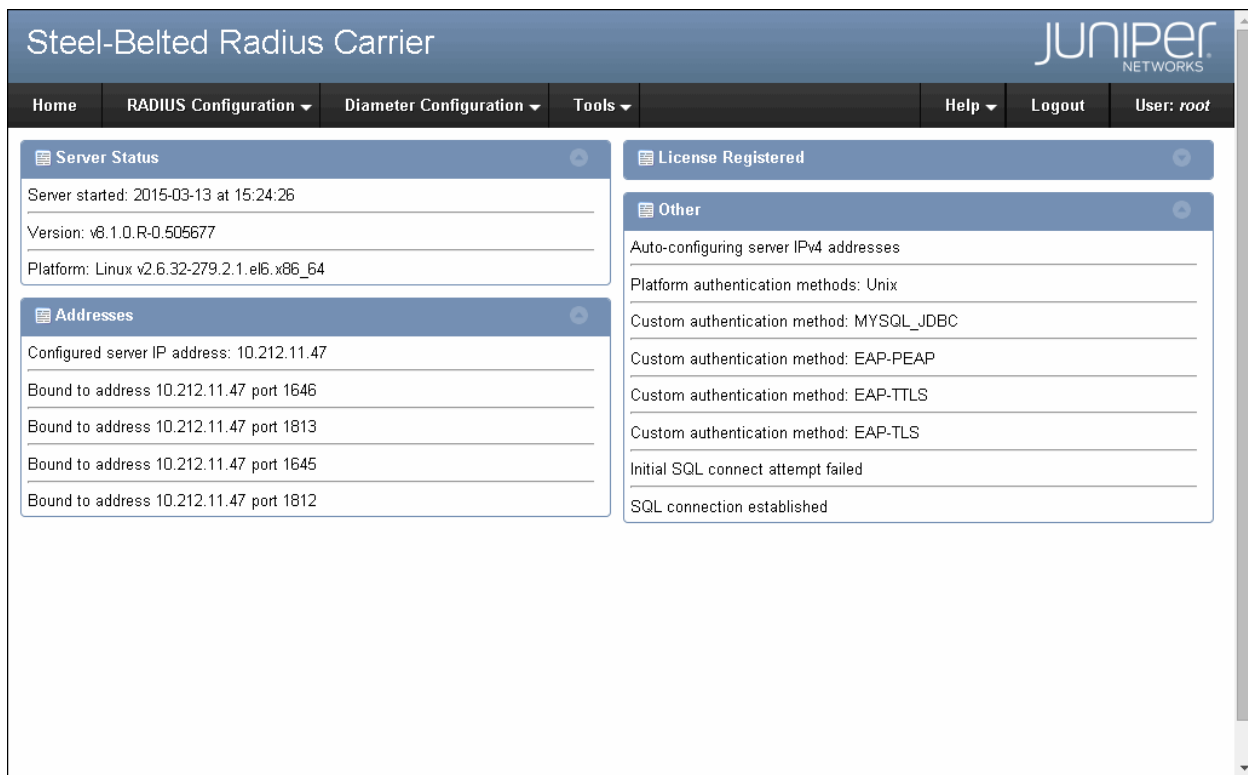 Steel-Belted Radius Carrier
JUNIPER
NETWORKS
Home RADIUS Configuration Diameter Configuration Tools Help Logout User: root
Server Status
Server started: 2015-03-13 at 15:24:26
Version: v8.1.0.R-0.505677
Platform: Linux v2.6.32-279.2.1.el6.x86_64
Addresses
Configured server IP address: 10.212.11.47
Bound to address 10.212.11.47 port 1646
Bound to address 10.212.11.47 port 1813
Bound to address 10.212.11.47 port 1645
Bound to address 10.212.11.47 port 1812
License Registered
Other
Auto-configuring server IPv4 addresses
Platform authentication methods: Unix
Custom authentication method: MYSQL_JDBC
Custom authentication method: EAP-PEAP
Custom authentication method: EAP-TTLS
Custom authentication method: EAP-TLS
Initial SQL connect attempt failed
SQL connection established